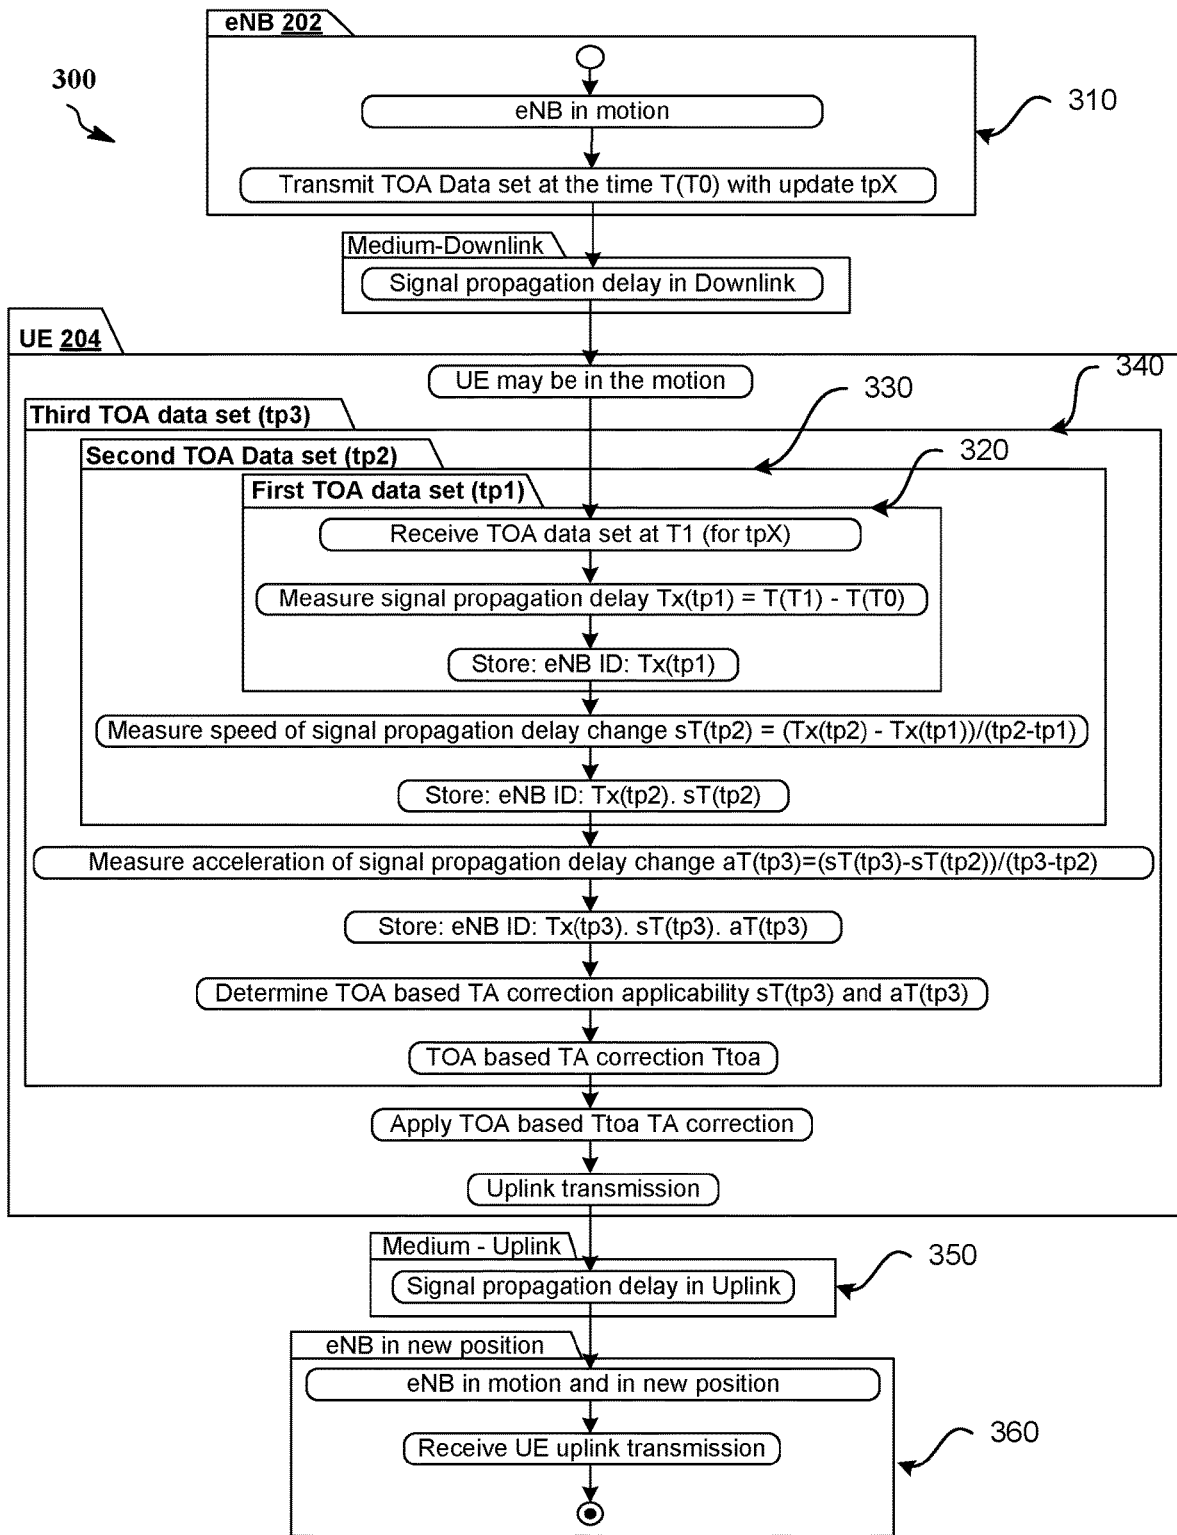 eNB 202
300
310
eNB in motion
Transmit TOA Data set at the time T(T0) with update tpX
Medium-Downlink
Signal propagation delay in Downlink
UE 204
UE may be in the motion
340
330
Third TOA data set (tp3)
Second TOA Data set (tp2)
320
First TOA data set (tp1)
Receive TOA data set at T1 (for tpX)
Measure signal propagation delay Tx(tp1) = T(T1) - T(T0)
Store: eNB ID: Tx(tp1)
Measure speed of signal propagation delay change sT(tp2) = (Tx(tp2) - Tx(tp1))/(tp2-tp1)
Store: eNB ID: Tx(tp2). sT(tp2)
Measure acceleration of signal propagation delay change aT(tp3)=(sT(tp3)-sT(tp2))/(tp3-tp2)
Store: eNB ID: Tx(tp3). sT(tp3). aT(tp3)
Determine TOA based TA correction applicability sT(tp3) and aT(tp3)
TOA based TA correction Ttoa
Apply TOA based Ttoa TA correction
Uplink transmission
Medium - Uplink
350
Signal propagation delay in Uplink
eNB in new position
eNB in motion and in new position
360
Receive UE uplink transmission